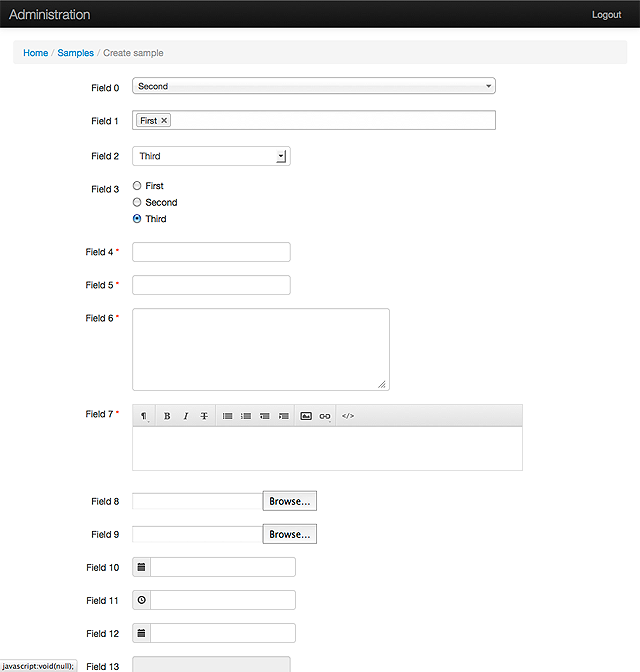 Administration Logout
Home / Samples / Create sample
Field 0 Second
Field 1 First ✕
Field 2 Third
Field 3 First
Second
Third
Field 4 *
Field 5 *
Field 6 *
Field 7 * ¶ B I T </>
Field 8 Browse...
Field 9 Browse...
Field 10
Field 11
Field 12
javascript:void(null); Field 13